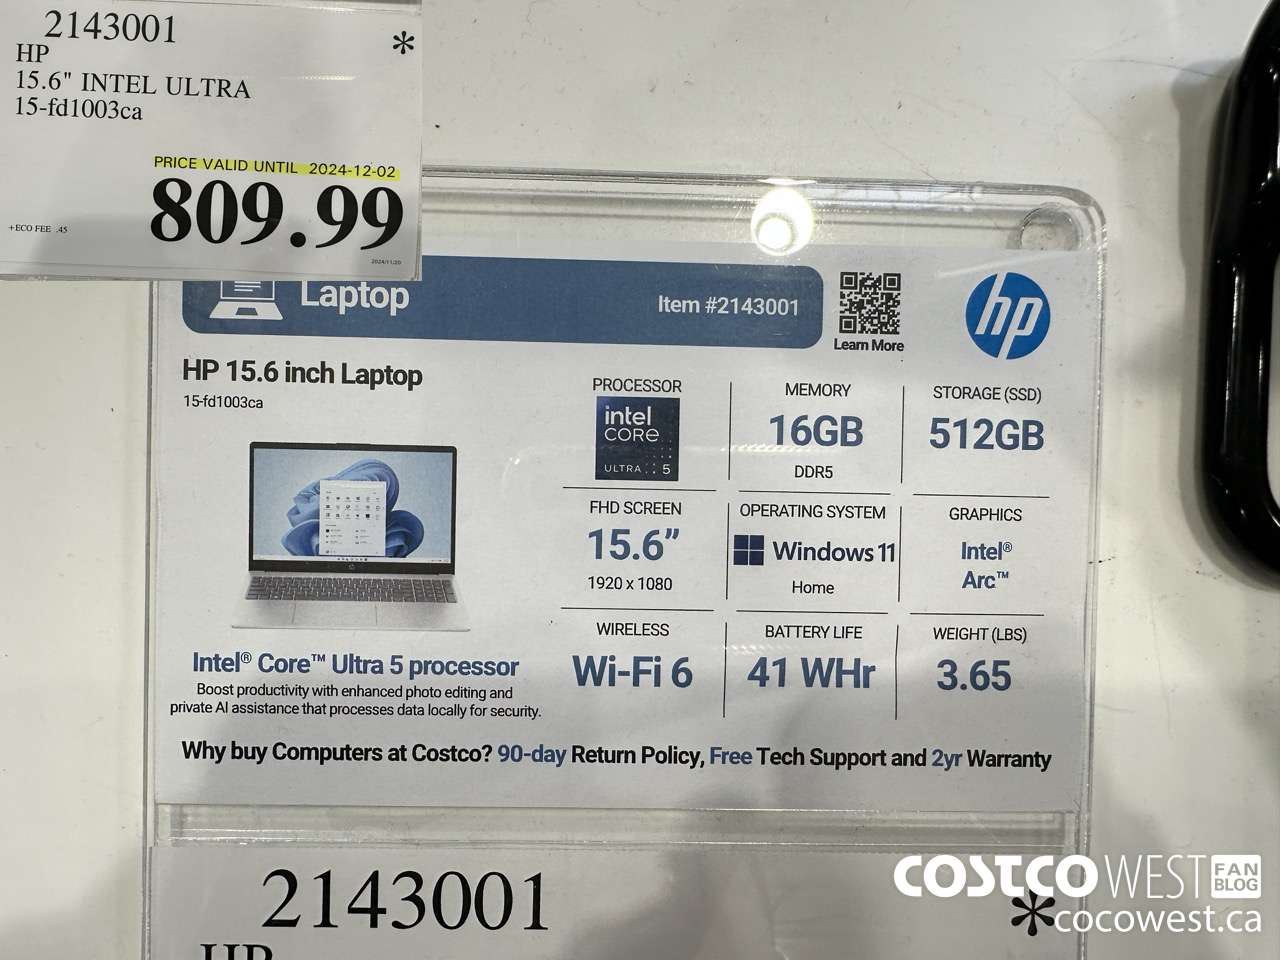 2143001
*
HP
15.6" INTEL ULTRA
15-fd1003ca
PRICE VALID UNTIL 2024-12-02
809.99
+ECO FEE .45
2024/11/20
Laptop
Item #2143001
Learn More
hp
HP 15.6 inch Laptop
15-fd1003ca
PROCESSOR
intel
CORE
ULTRA 5
MEMORY
16GB
DDR5
STORAGE (SSD)
512GB
FHD SCREEN
15.6”
1920 x 1080
OPERATING SYSTEM
Windows 11
Home
GRAPHICS
Intel®
Arc™
WIRELESS
Wi-Fi 6
BATTERY LIFE
41 WHr
WEIGHT (LBS)
3.65
Intel® Core™ Ultra 5 processor
Boost productivity with enhanced photo editing and
private AI assistance that processes data locally for security.
Why buy Computers at Costco? 90-day Return Policy, Free Tech Support and 2yr Warranty
2143001
*
HP
COSTCO WEST FAN BLOG
cocowest.ca